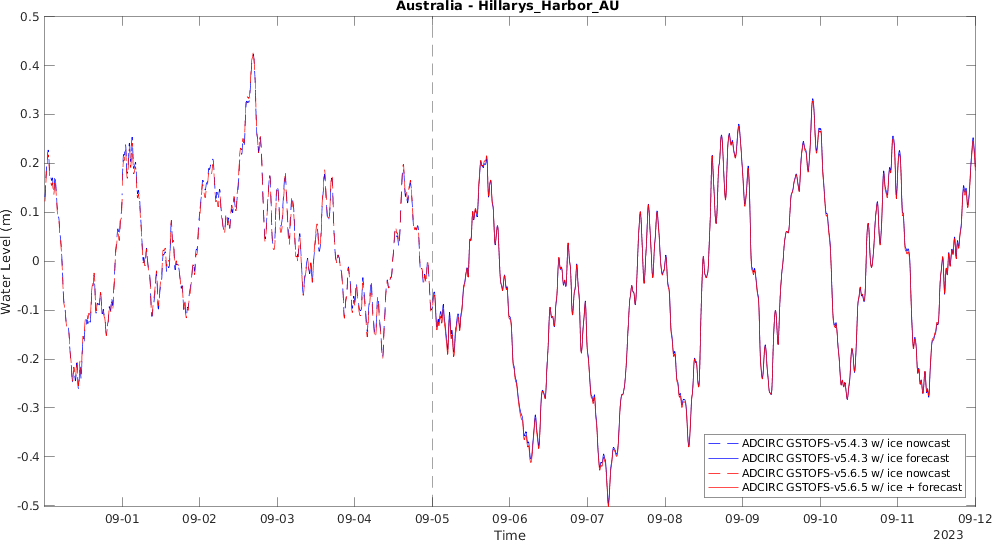 Australia - Hillarys_Harbor_AU
0.5
0.4
0.3
0.2
0.1
0
-0.1
-0.2
-0.3
-0.4
-0.5
Water Level (m)
ADCIRC GSTOFS-v5.4.3 w/ ice nowcast
ADCIRC GSTOFS-v5.4.3 w/ ice forecast
ADCIRC GSTOFS-v5.6.5 w/ ice nowcast
ADCIRC GSTOFS-v5.6.5 w/ ice + forecast
09-01 09-02 09-03 09-04 09-05 09-06 09-07 09-08 09-09 09-10 09-11 09-12
Time
2023